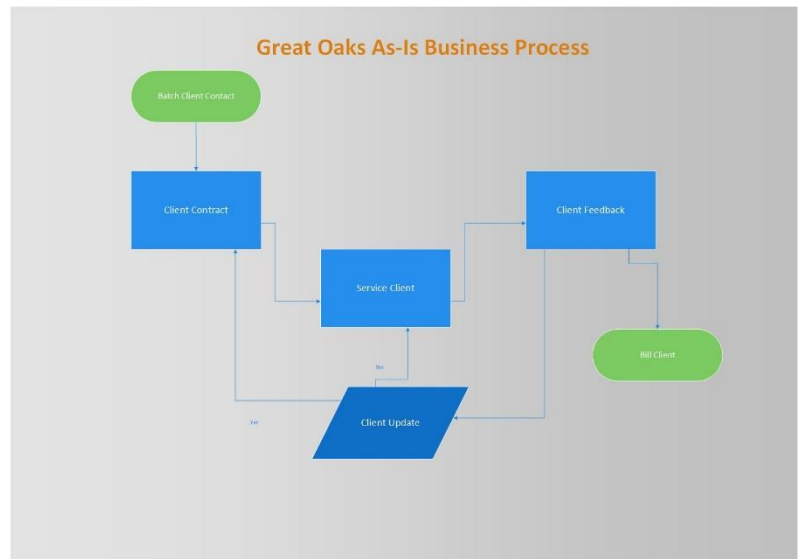 Great Oaks As-Is Business Process
Batch Client Contact
Client Contract
Client Feedback
Service Client
Bill Client
No
Client Update
Yes